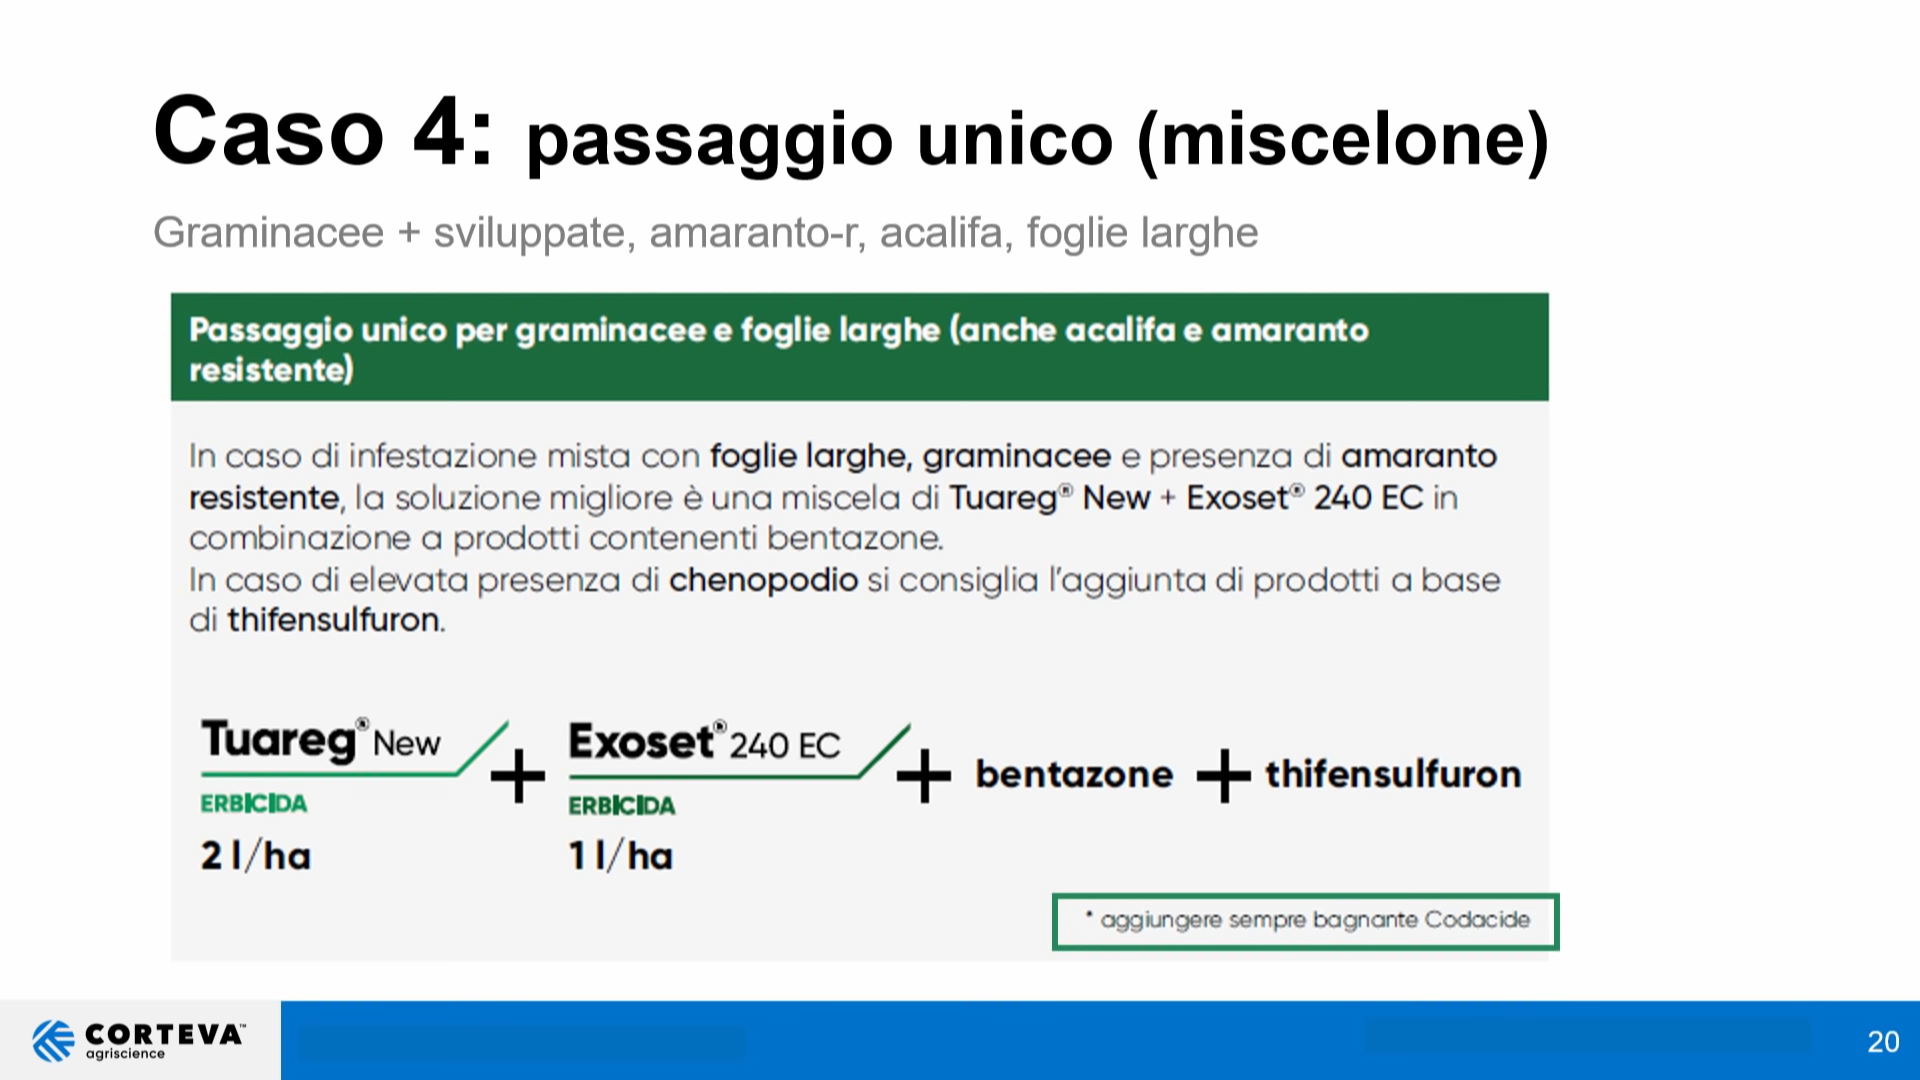 Caso 4: passaggio unico (miscelone)
Graminacee + sviluppate, amaranto-r, acalifa, foglie larghe
Passaggio unico per graminacee e foglie larghe (anche acalifa e amaranto
resistente)
In caso di infestazione mista con foglie larghe, graminacee e presenza di amaranto
resistente, la soluzione migliore è una miscela di Tuareg® New + Exoset® 240 EC in
combinazione a prodotti contenenti bentazone.
In caso di elevata presenza di chenopodio si consiglia l'aggiunta di prodotti a base
di thifensulfuron.
Tuareg® New + Exoset® 240 EC + bentazone + thifensulfuron
ERBICIDA ERBICIDA
2 l/ha 1 l/ha
* aggiungere sempre bagnante Codacide
CORTEVA™
agriscience
20